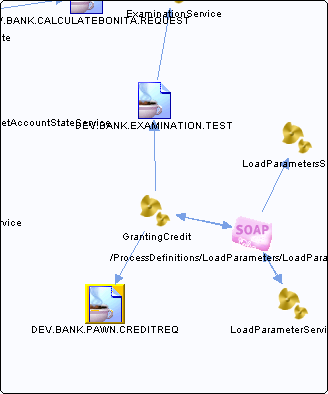 ExaminationService
V.BANK.CALCULATEBONITA.REQUEST
te
etAccountStateService
DEV.BANK.EXAMINATION.TEST
LoadParametersS
vice
GrantingCredit
SOAP
/ProcessDefinitions/LoadParameters/LoadPara
DEV.BANK.PAWN.CREDITREQ
LoadParameterServi